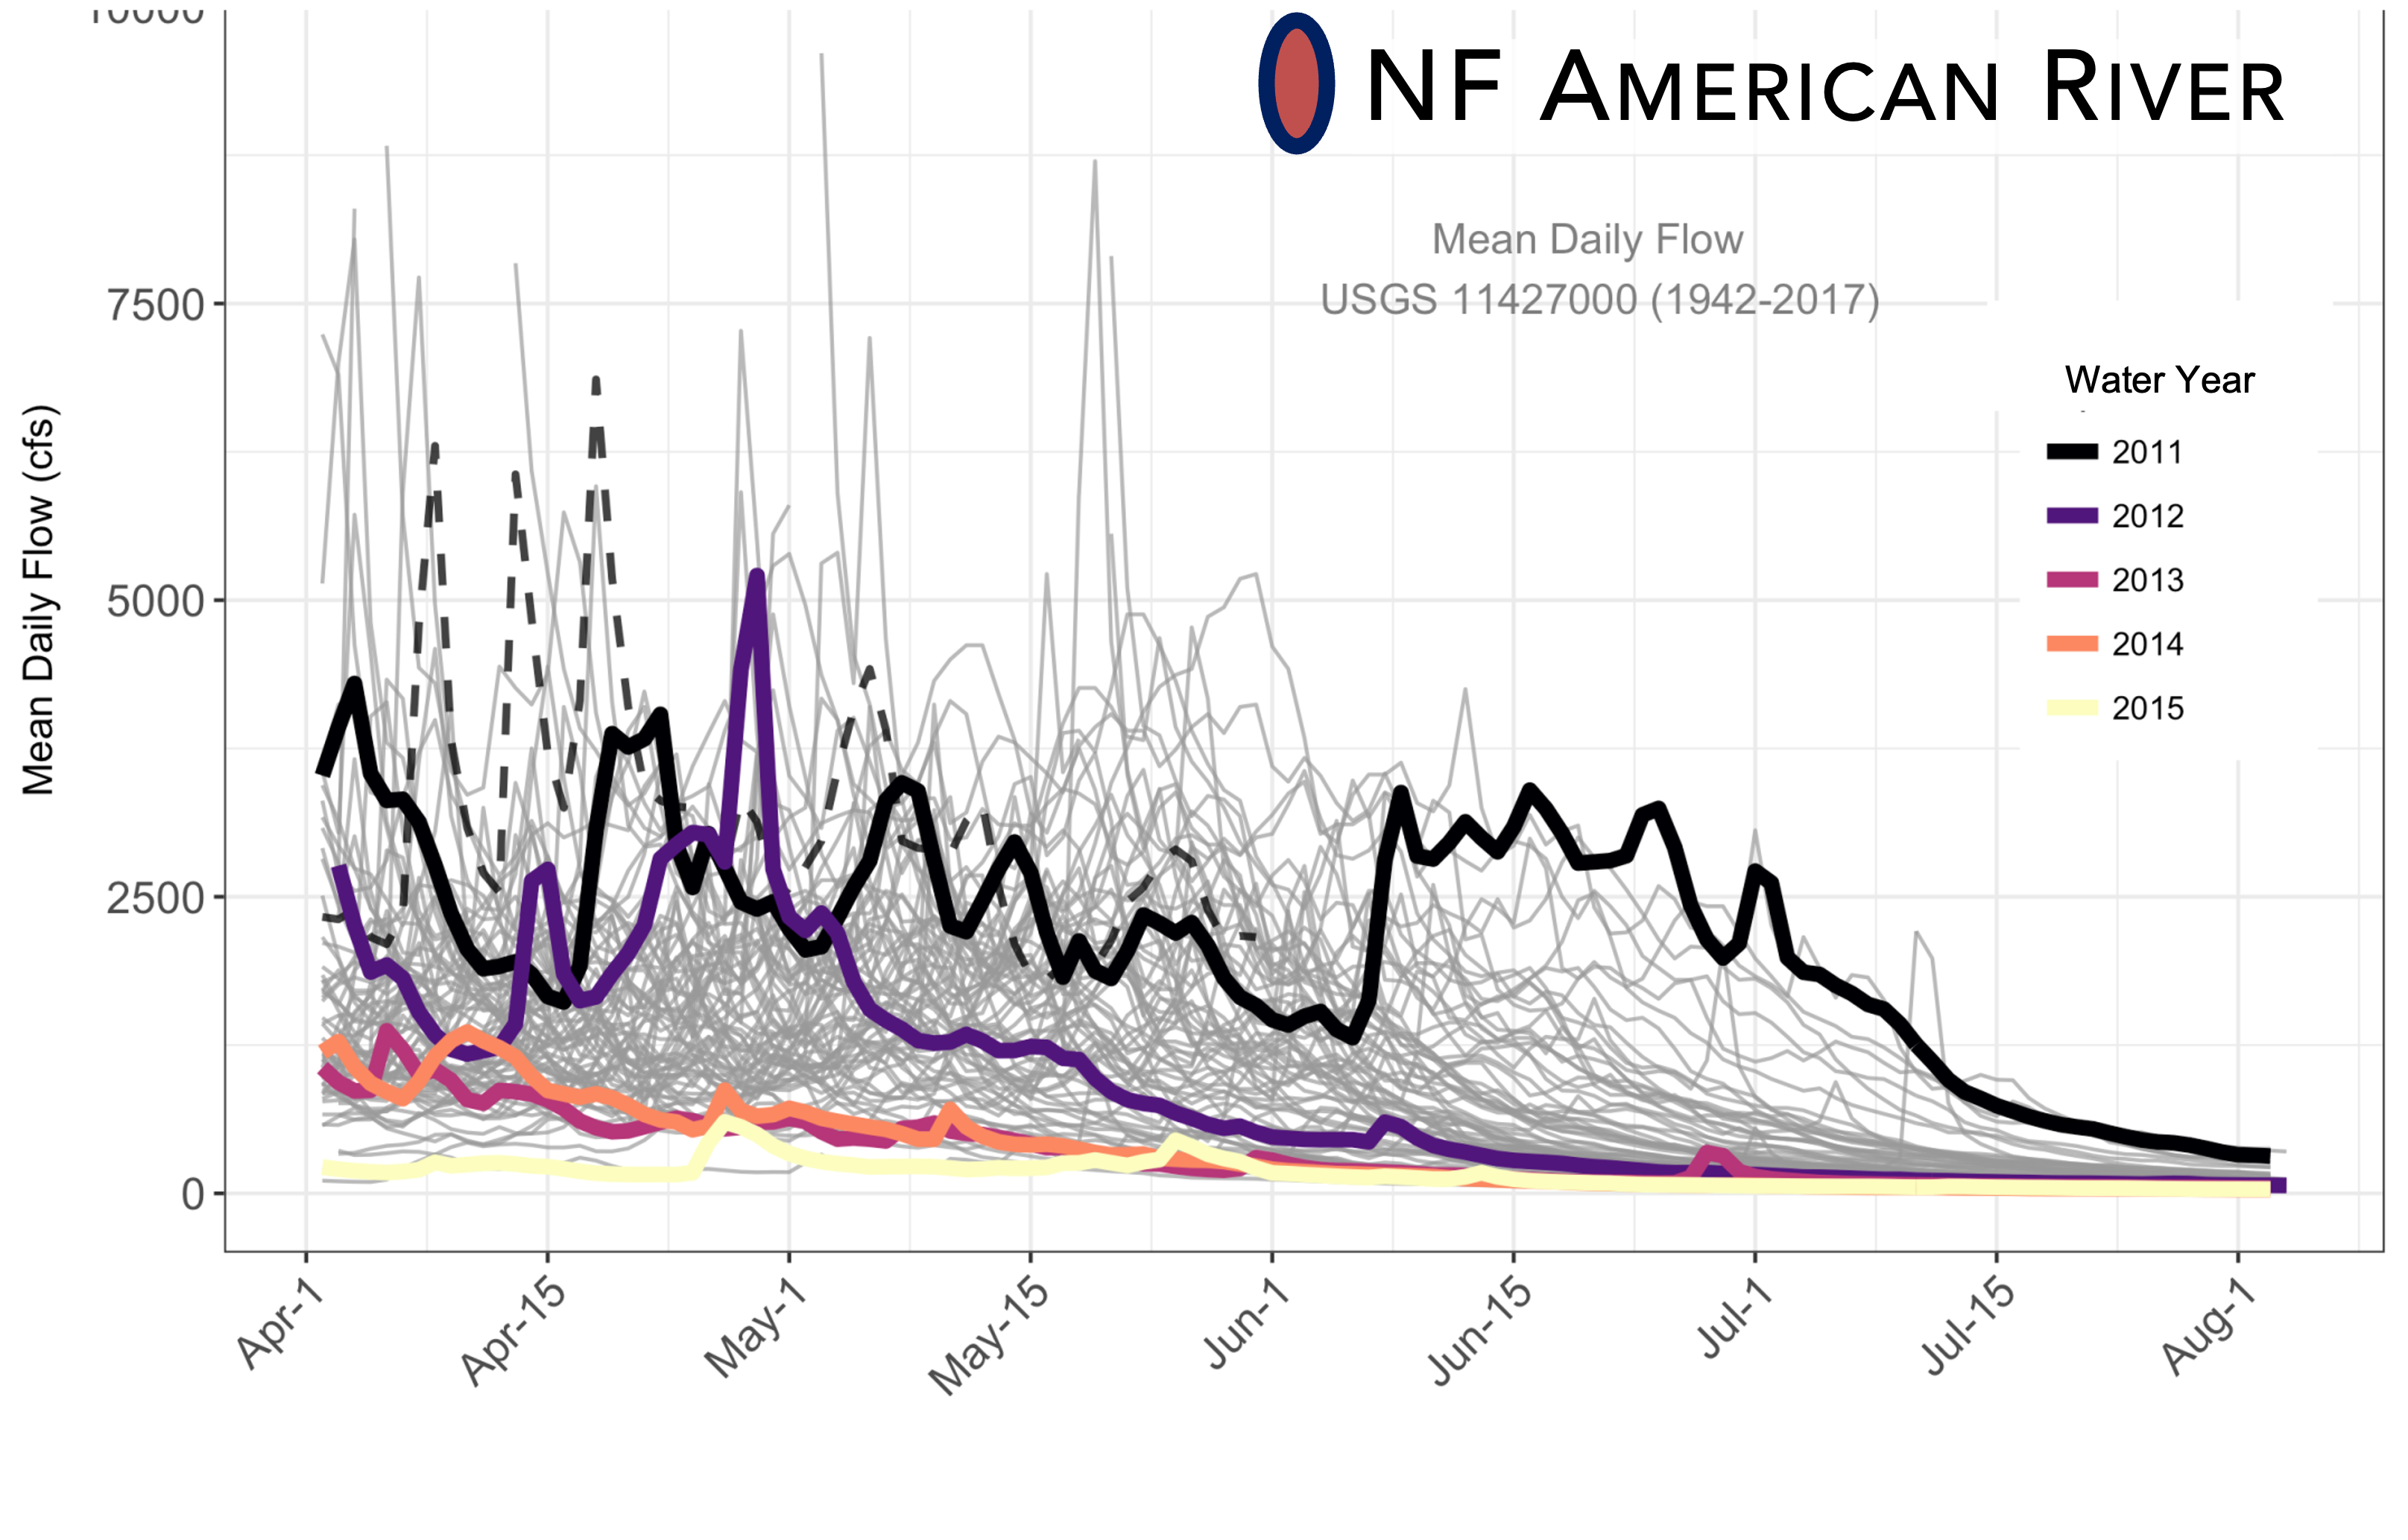 NF AMERICAN RIVER
Mean Daily Flow
USGS 11427000 (1942-2017)
Mean Daily Flow (cfs)
10000
7500
5000
2500
0
Water Year
2011
2012
2013
2014
2015
Apr-1
Apr-15
May-1
May-15
Jun-1
Jun-15
Jul-1
Jul-15
Aug-1